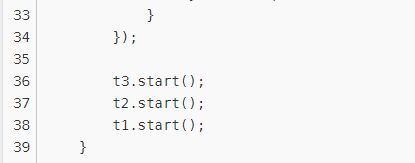 33 }
34 });
35
36 t3.start();
37 t2.start();
38 t1.start();
39 }